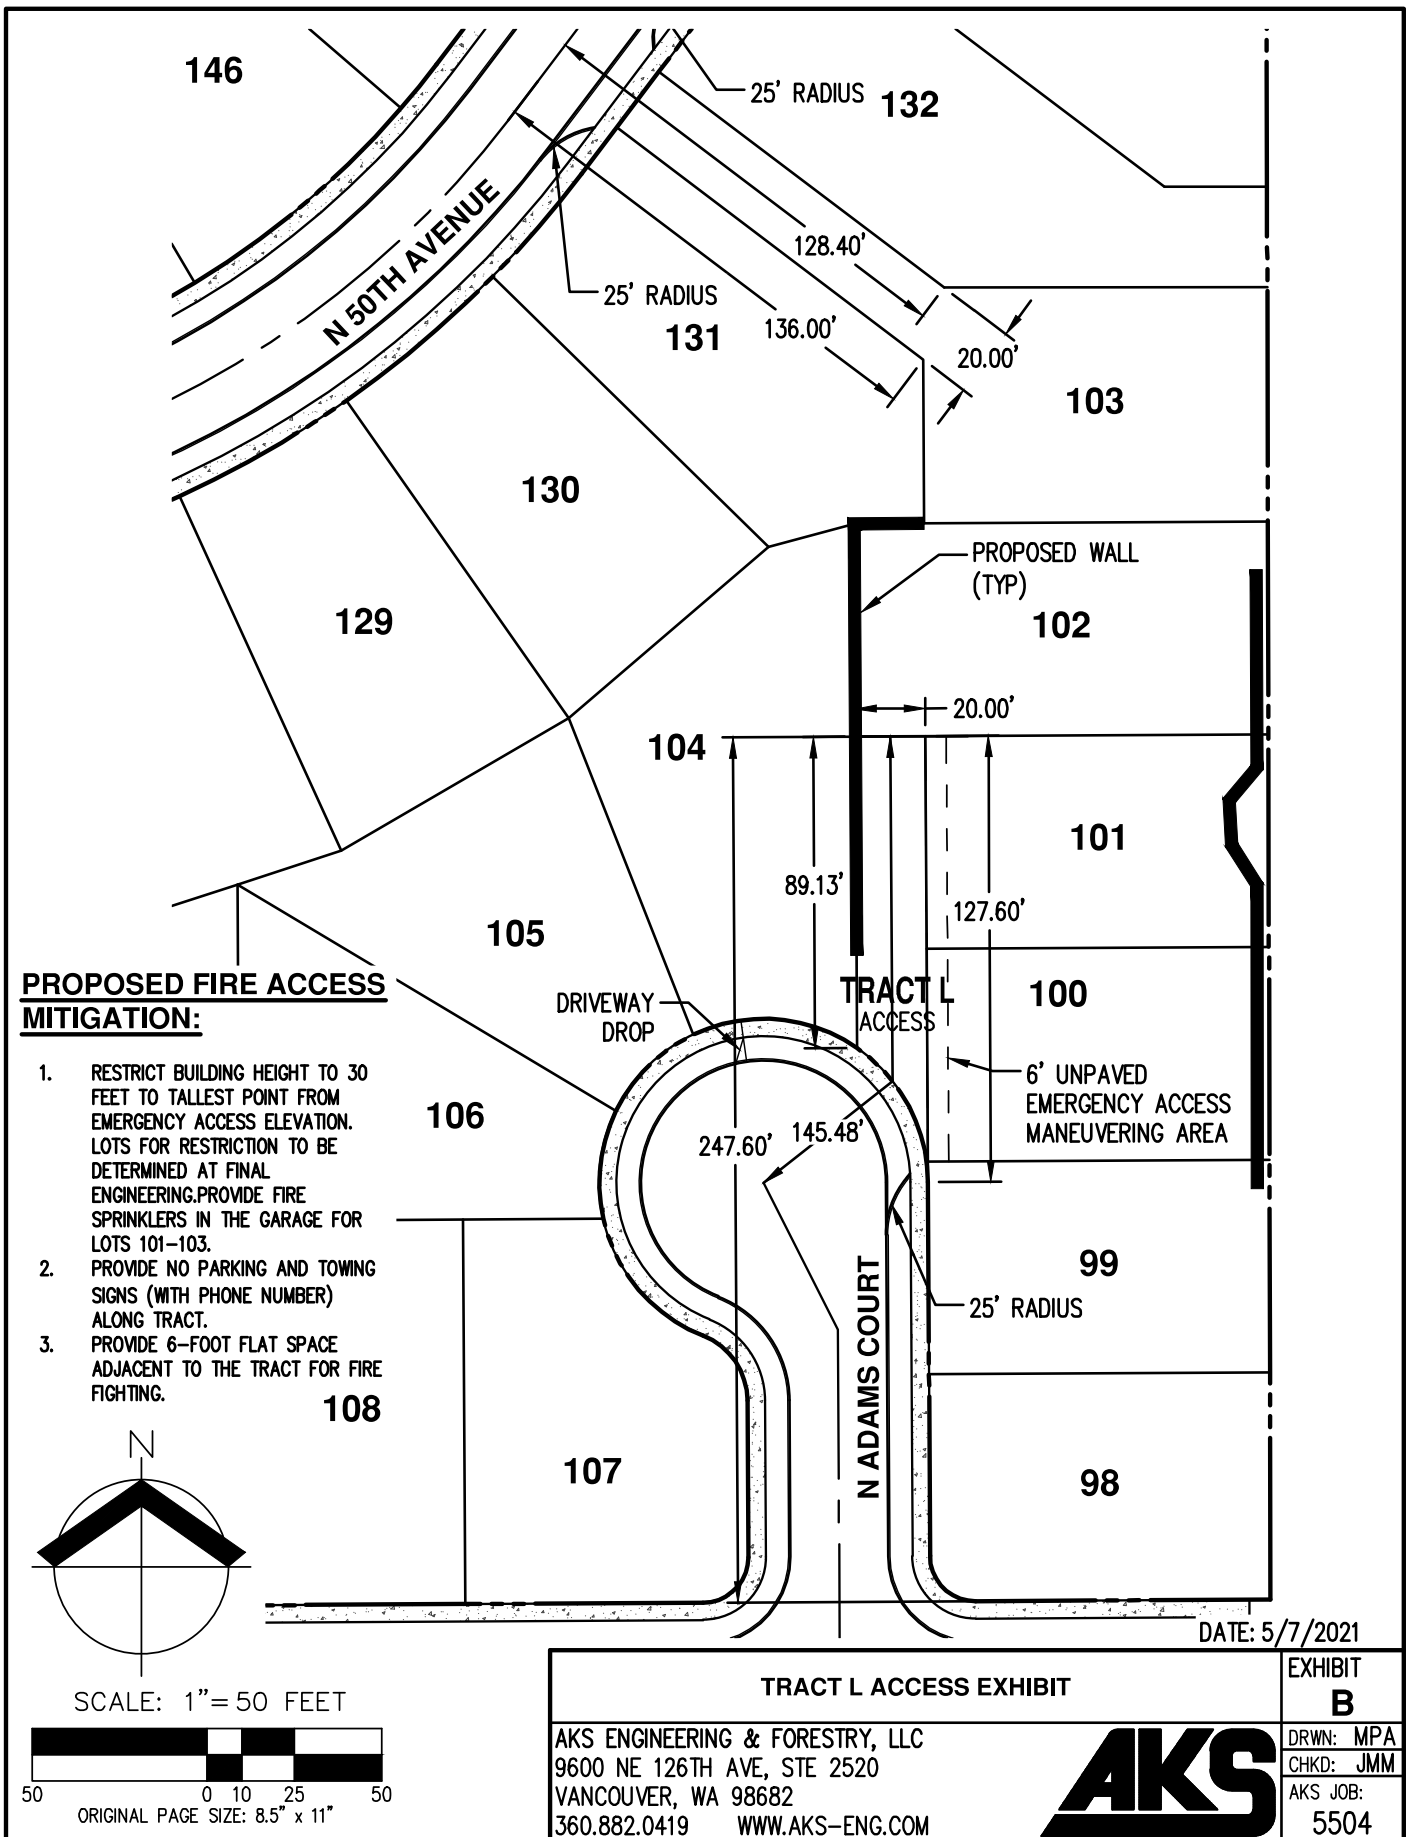 146
25' RADIUS
132
N 50TH AVENUE
128.40'
25' RADIUS
131
136.00'
20.00'
103
130
PROPOSED WALL
(TYP)
129
102
20.00'
104
101
89.13'
127.60'
105
PROPOSED FIRE ACCESS
MITIGATION:
TRACT L
ACCESS
100
DRIVEWAY
DROP
1. RESTRICT BUILDING HEIGHT TO 30
FEET TO TALLEST POINT FROM
EMERGENCY ACCESS ELEVATION.
LOTS FOR RESTRICTION TO BE
DETERMINED AT FINAL
ENGINEERING.PROVIDE FIRE
SPRINKLERS IN THE GARAGE FOR
LOTS 101-103.
2. PROVIDE NO PARKING AND TOWING
SIGNS (WITH PHONE NUMBER)
ALONG TRACT.
3. PROVIDE 6-FOOT FLAT SPACE
ADJACENT TO THE TRACT FOR FIRE
FIGHTING.
6' UNPAVED
EMERGENCY ACCESS
MANEUVERING AREA
106
247.60'
145.48'
99
25' RADIUS
N ADAMS COURT
108
107
98
N
SCALE: 1"= 50 FEET
50 0 10 25 50
ORIGINAL PAGE SIZE: 8.5" x 11"
DATE: 5/7/2021
TRACT L ACCESS EXHIBIT
EXHIBIT
B
AKS ENGINEERING & FORESTRY, LLC
9600 NE 126TH AVE, STE 2520
VANCOUVER, WA 98682
360.882.0419 WWW.AKS-ENG.COM
AKS
DRWN: MPA
CHKD: JMM
AKS JOB:
5504